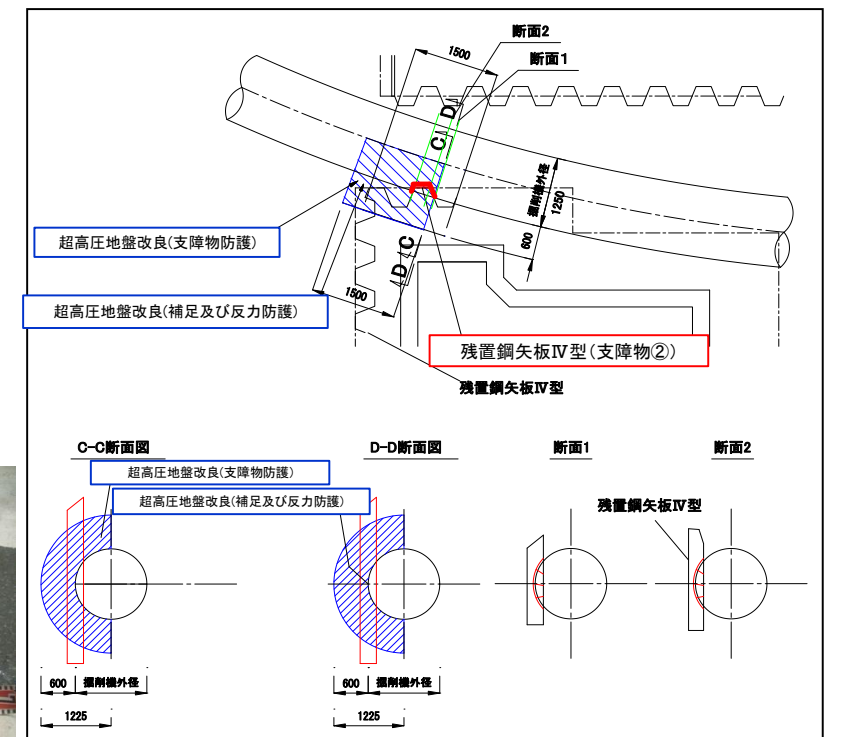 断面2
断面1
1500
D
C
掘削機外径
1250
600
超高圧地盤改良(支障物防護)
C
D
1500
超高圧地盤改良(補足及び反力防護)
残置鋼矢板Ⅳ型(支障物②)
残置鋼矢板Ⅳ型
C-C断面図
D-D断面図
断面1
断面2
超高圧地盤改良(支障物防護)
超高圧地盤改良(補足及び反力防護)
残置鋼矢板Ⅳ型
600
掘削機外径
600
掘削機外径
1225
1225